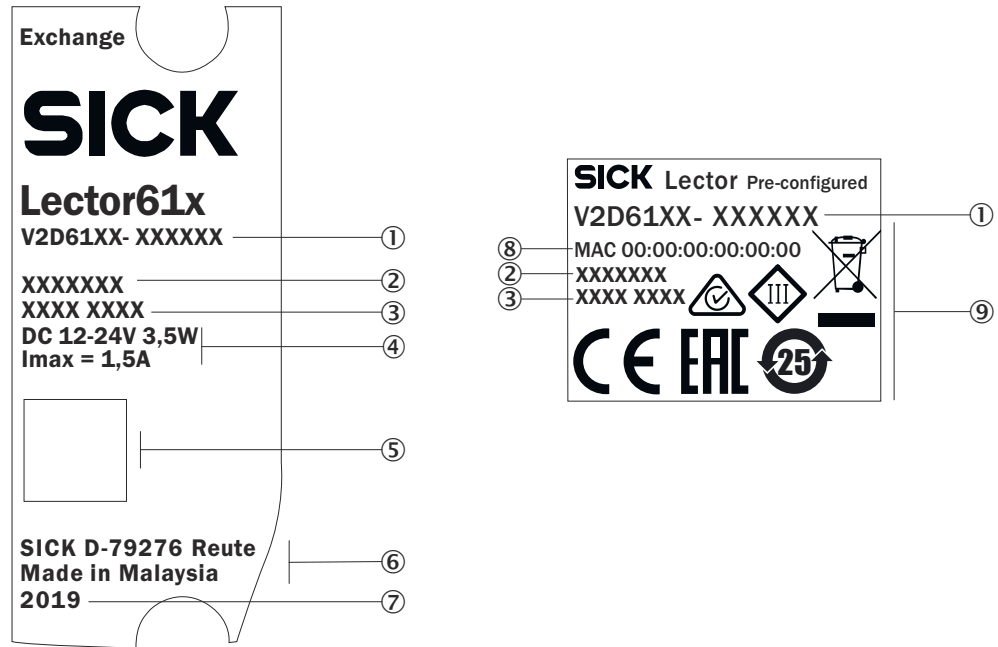 Exchange
SICK
Lector61x
V2D61XX- XXXXXX
①
XXXXXXX
②
XXXX XXXX
③
DC 12-24V 3,5W
Imax = 1,5A
④
⑤
SICK D-79276 Reute
Made in Malaysia
⑥
2019
⑦
SICK Lector Pre-configured
V2D61XX- XXXXXX
①
⑧ MAC 00:00:00:00:00:00
② XXXXXXX
③ XXXX XXXX
III
⑨
CE EAC 25